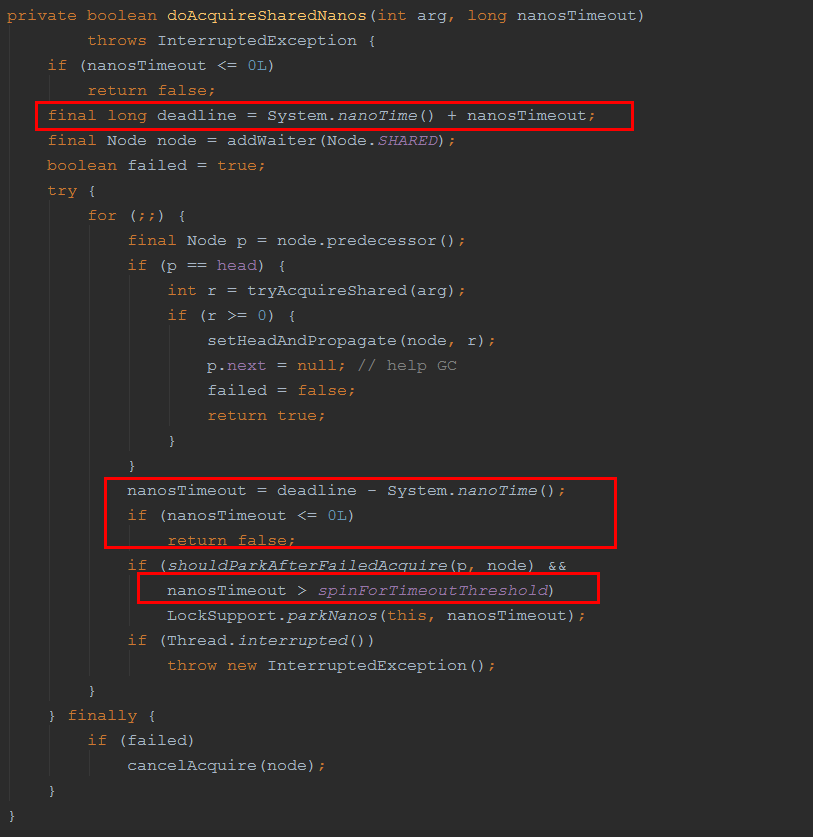 private boolean doAcquireSharedNanos(int arg, long nanosTimeout)
        throws InterruptedException {
    if (nanosTimeout <= 0L)
        return false;
    final long deadline = System.nanoTime() + nanosTimeout;
    final Node node = addWaiter(Node.SHARED);
    boolean failed = true;
    try {
        for (;;) {
            final Node p = node.predecessor();
            if (p == head) {
                int r = tryAcquireShared(arg);
                if (r >= 0) {
                    setHeadAndPropagate(node, r);
                    p.next = null; // help GC
                    failed = false;
                    return true;
                }
            }
            nanosTimeout = deadline - System.nanoTime();
            if (nanosTimeout <= 0L)
                return false;
            if (shouldParkAfterFailedAcquire(p, node) &&
                nanosTimeout > spinForTimeoutThreshold)
                LockSupport.parkNanos(this, nanosTimeout);
            if (Thread.interrupted())
                throw new InterruptedException();
        }
    } finally {
        if (failed)
            cancelAcquire(node);
    }
}